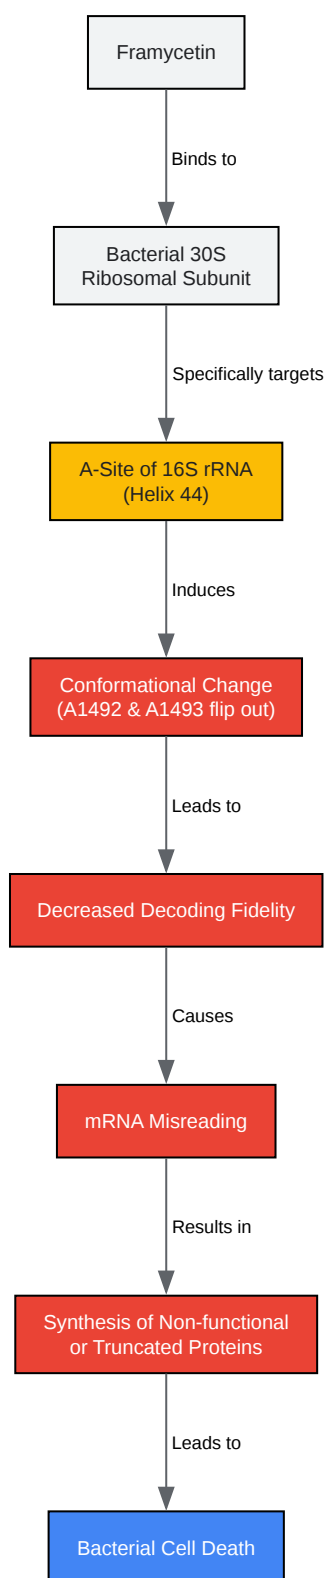 Framycetin
Binds to
Bacterial 30S
Ribosomal Subunit
Specifically targets
A-Site of 16S rRNA
(Helix 44)
Induces
Conformational Change
(A1492 & A1493 flip out)
Leads to
Decreased Decoding Fidelity
Causes
mRNA Misreading
Results in
Synthesis of Non-functional
or Truncated Proteins
Leads to
Bacterial Cell Death